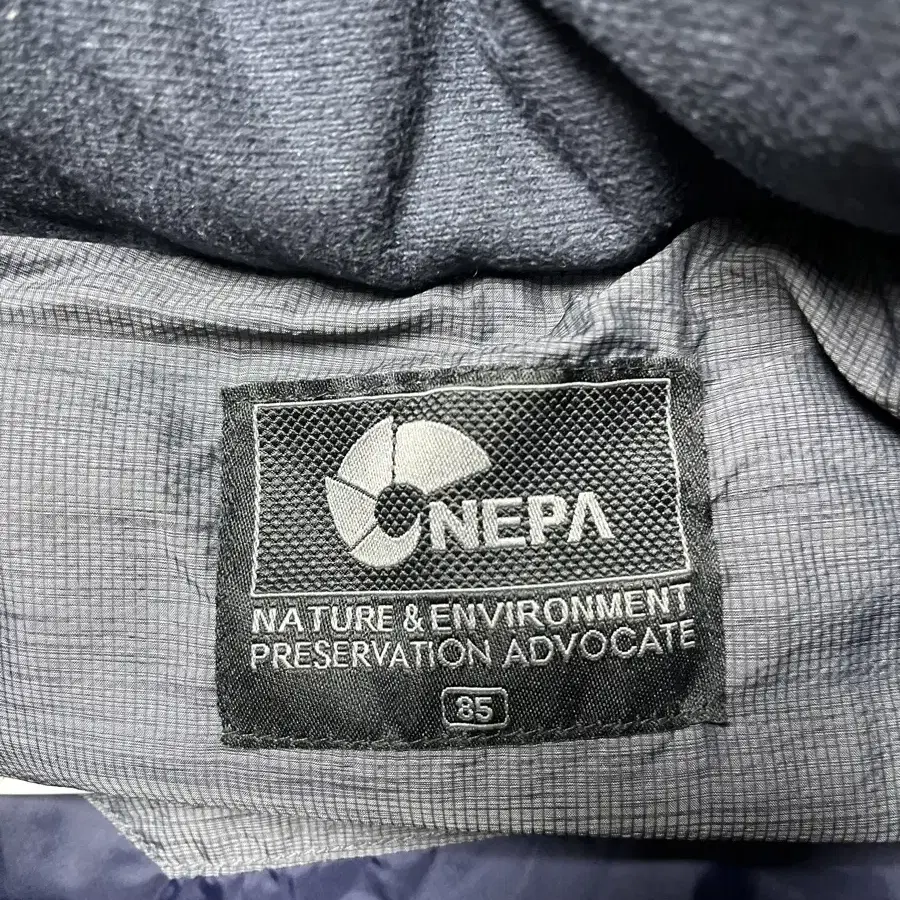 NEPA
NATURE & ENVIRONMENT
PRESERVATION ADVOCATE
85